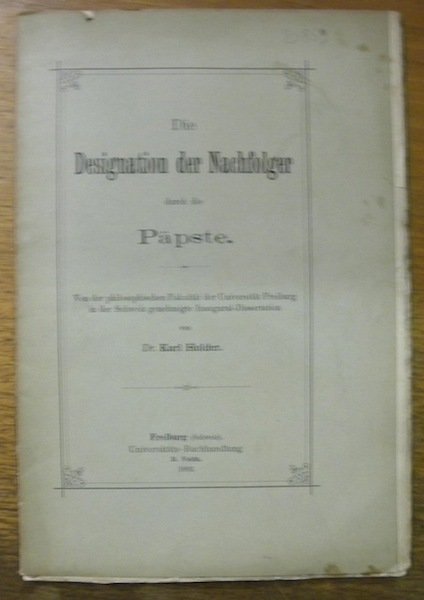 Die
Designation der Nachfolger
durch die
Päpste.
Von der philosophischen Fakultät der Universität Freiburg
in der Schweiz genehmigte Inaugural-Dissertation
von
Dr. Karl Holder.
Freiburg (Schweiz).
Universitäts-Buchhandlung
1892.